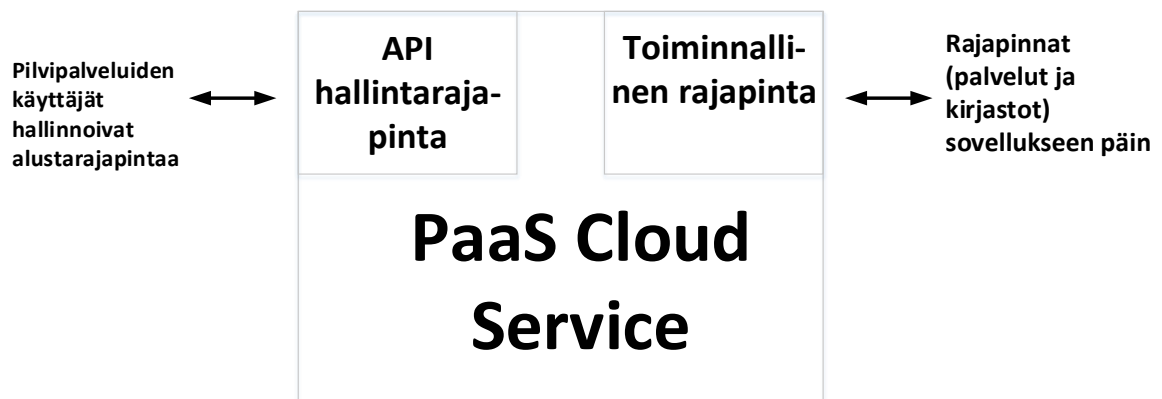 Pilvipalveluiden
käyttäjät
hallinnoivat
alustarajapintaa
API
hallintaraja-
pinta
Toiminnalli-
nen rajapinta
Rajapinnat
(palvelut ja
kirjastot)
sovellukseen päin
PaaS Cloud
Service